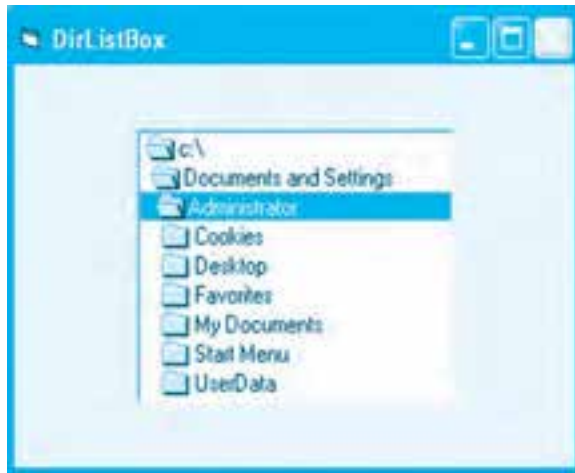 DirListBox
c:\
Documents and Settings
Administrator
Cookies
Desktop
Favorites
My Documents
Start Menu
UserData